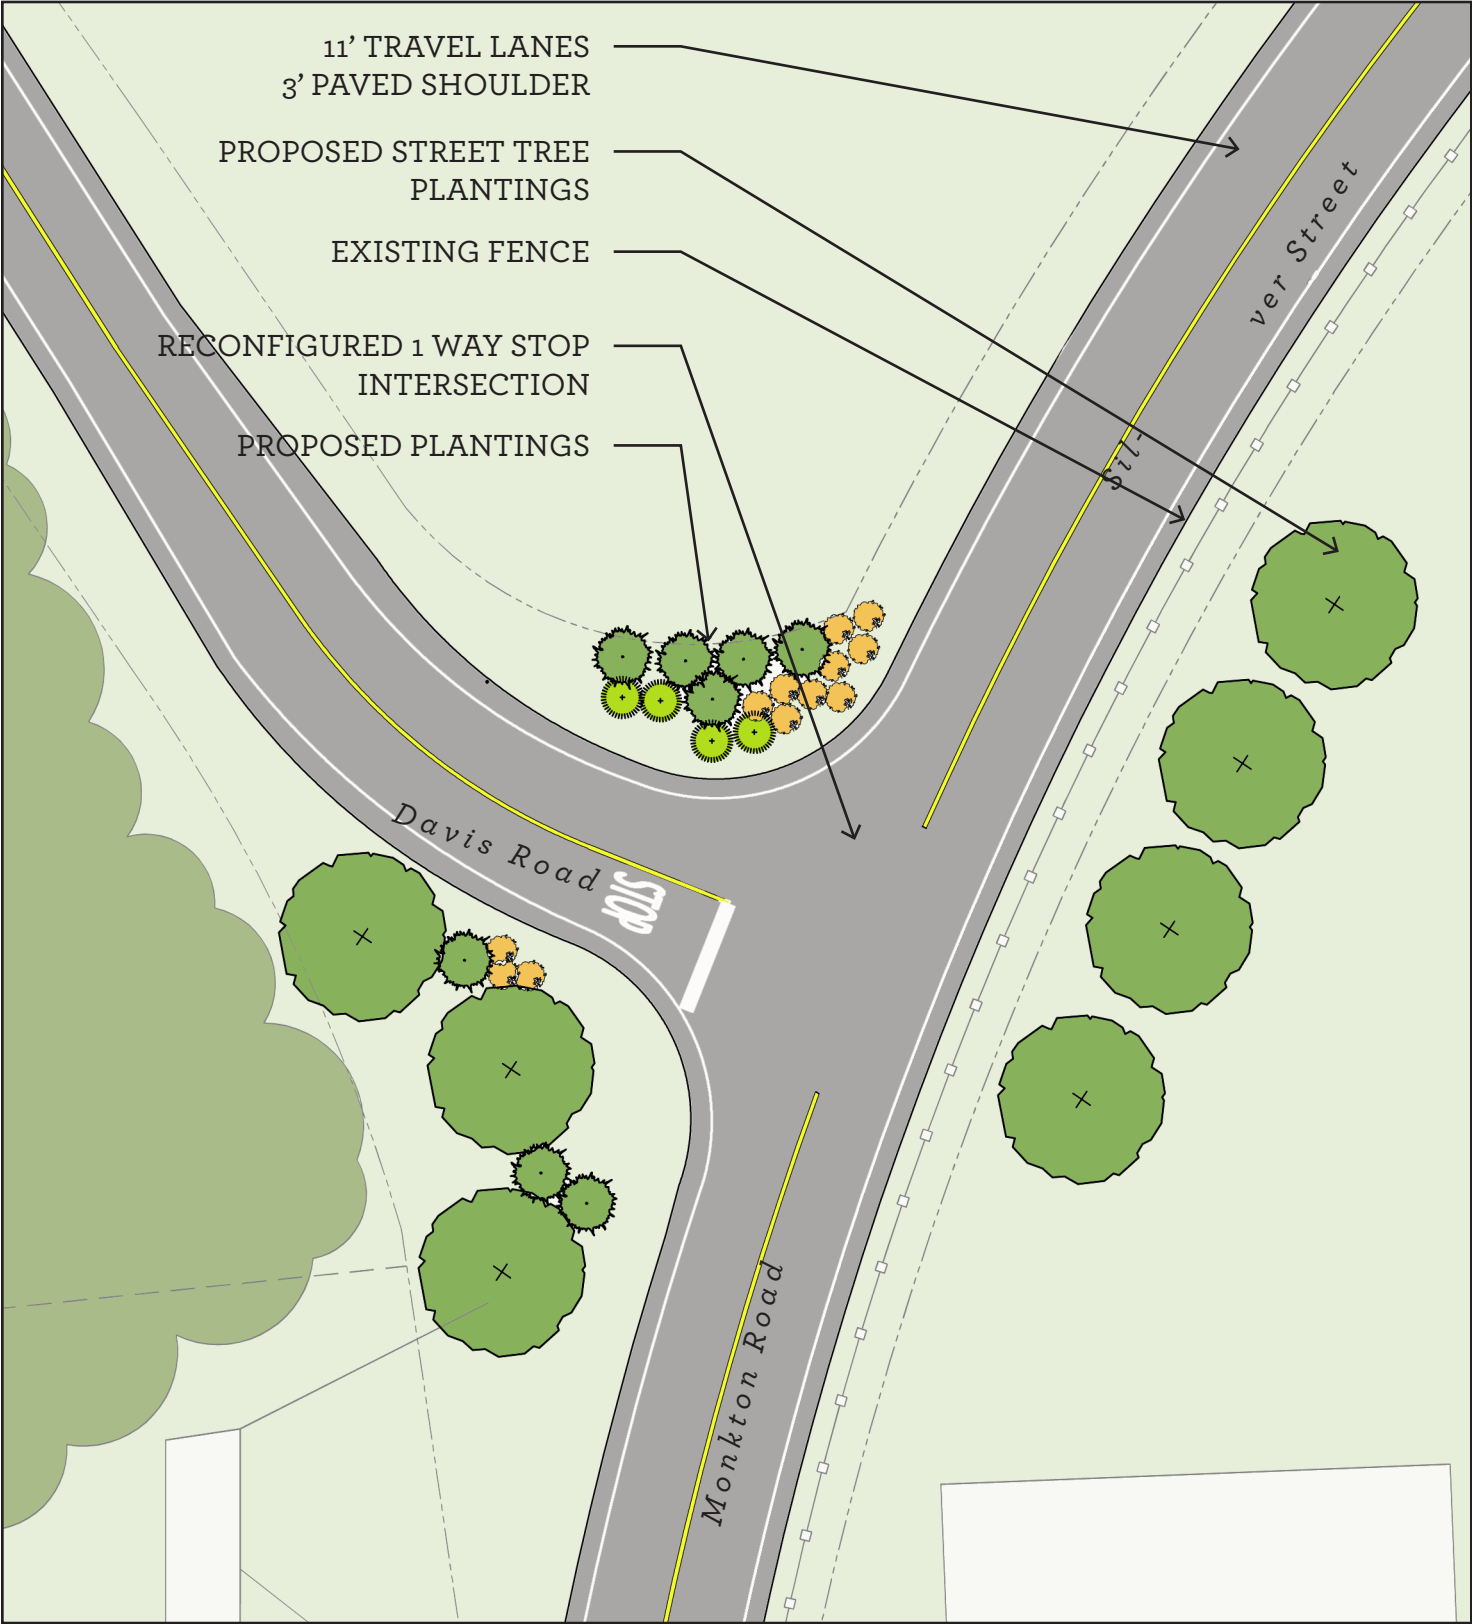 11’ TRAVEL LANES
3’ PAVED SHOULDER
PROPOSED STREET TREE
PLANTINGS
EXISTING FENCE
RECONFIGURED 1 WAY STOP
INTERSECTION
PROPOSED PLANTINGS
Sil-
ver Street
Davis Road
STOP
Monkton Road